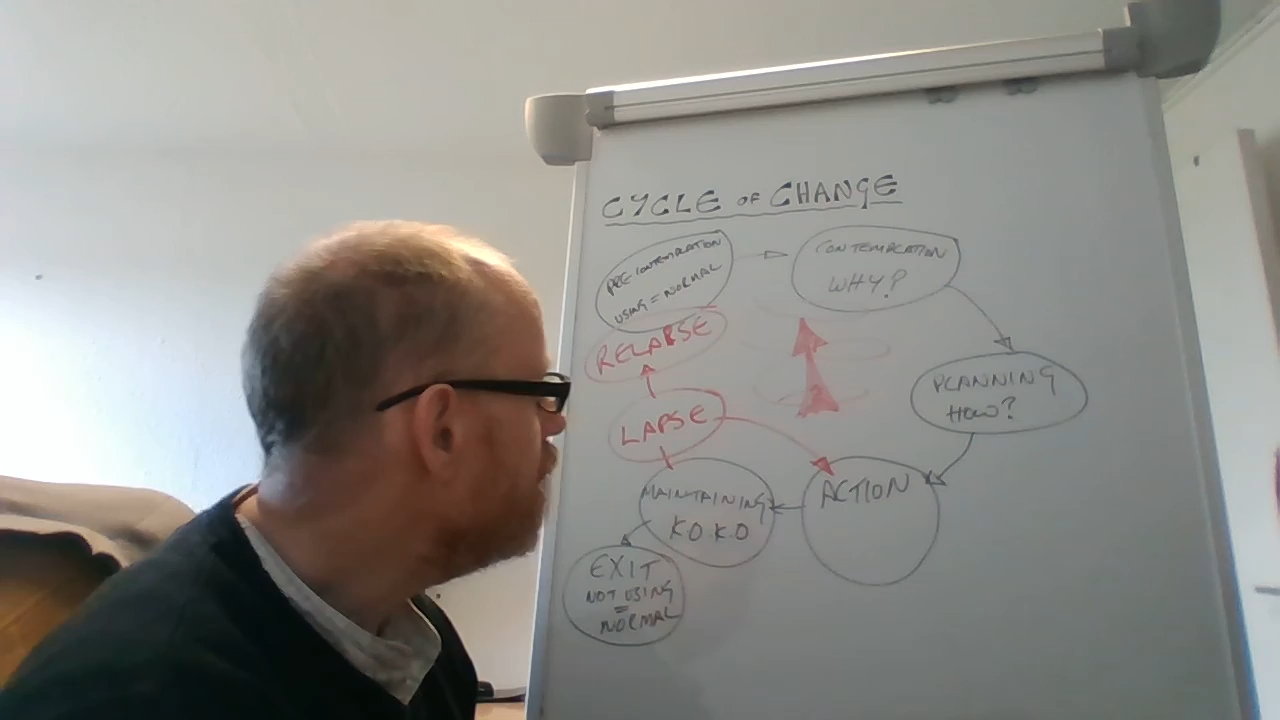 CYCLE OF CHANGE
PRE CONTEMPLATION
USING = NORMAL
CONTEMPLATION
WHY?
RELAPSE
PLANNING
HOW?
LAPSE
ACTION
MAINTAINING
K.O.K.O
EXIT
NOT USING
=
NORMAL